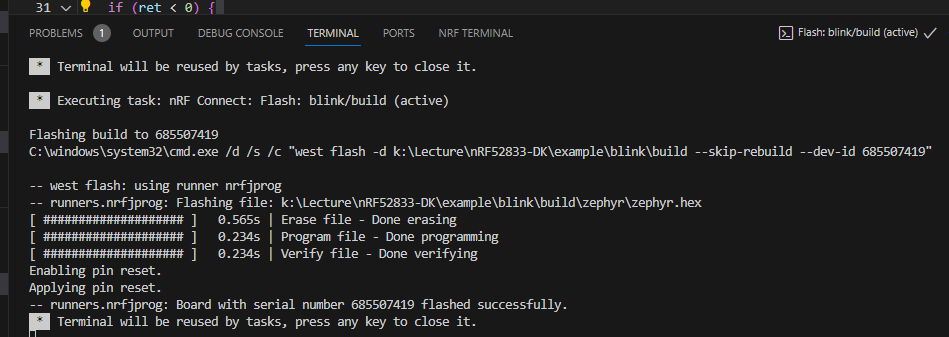 31 if (ret < 0) {
PROBLEMS 1 OUTPUT DEBUG CONSOLE TERMINAL PORTS NRF TERMINAL Flash: blink/build (active)
* Terminal will be reused by tasks, press any key to close it.
* Executing task: nRF Connect: Flash: blink/build (active)
Flashing build to 685507419
C:\windows\system32\cmd.exe /d /s /c "west flash -d k:\Lecture\nRF52833-DK\example\blink\build --skip-rebuild --dev-id 685507419"
-- west flash: using runner nrfjprog
-- runners.nrfjprog: Flashing file: k:\Lecture\nRF52833-DK\example\blink\build\zephyr\zephyr.hex
[ #################### ] 0.565s | Erase file - Done erasing
[ #################### ] 0.234s | Program file - Done programming
[ #################### ] 0.234s | Verify file - Done verifying
Enabling pin reset.
Applying pin reset.
-- runners.nrfjprog: Board with serial number 685507419 flashed successfully.
* Terminal will be reused by tasks, press any key to close it.